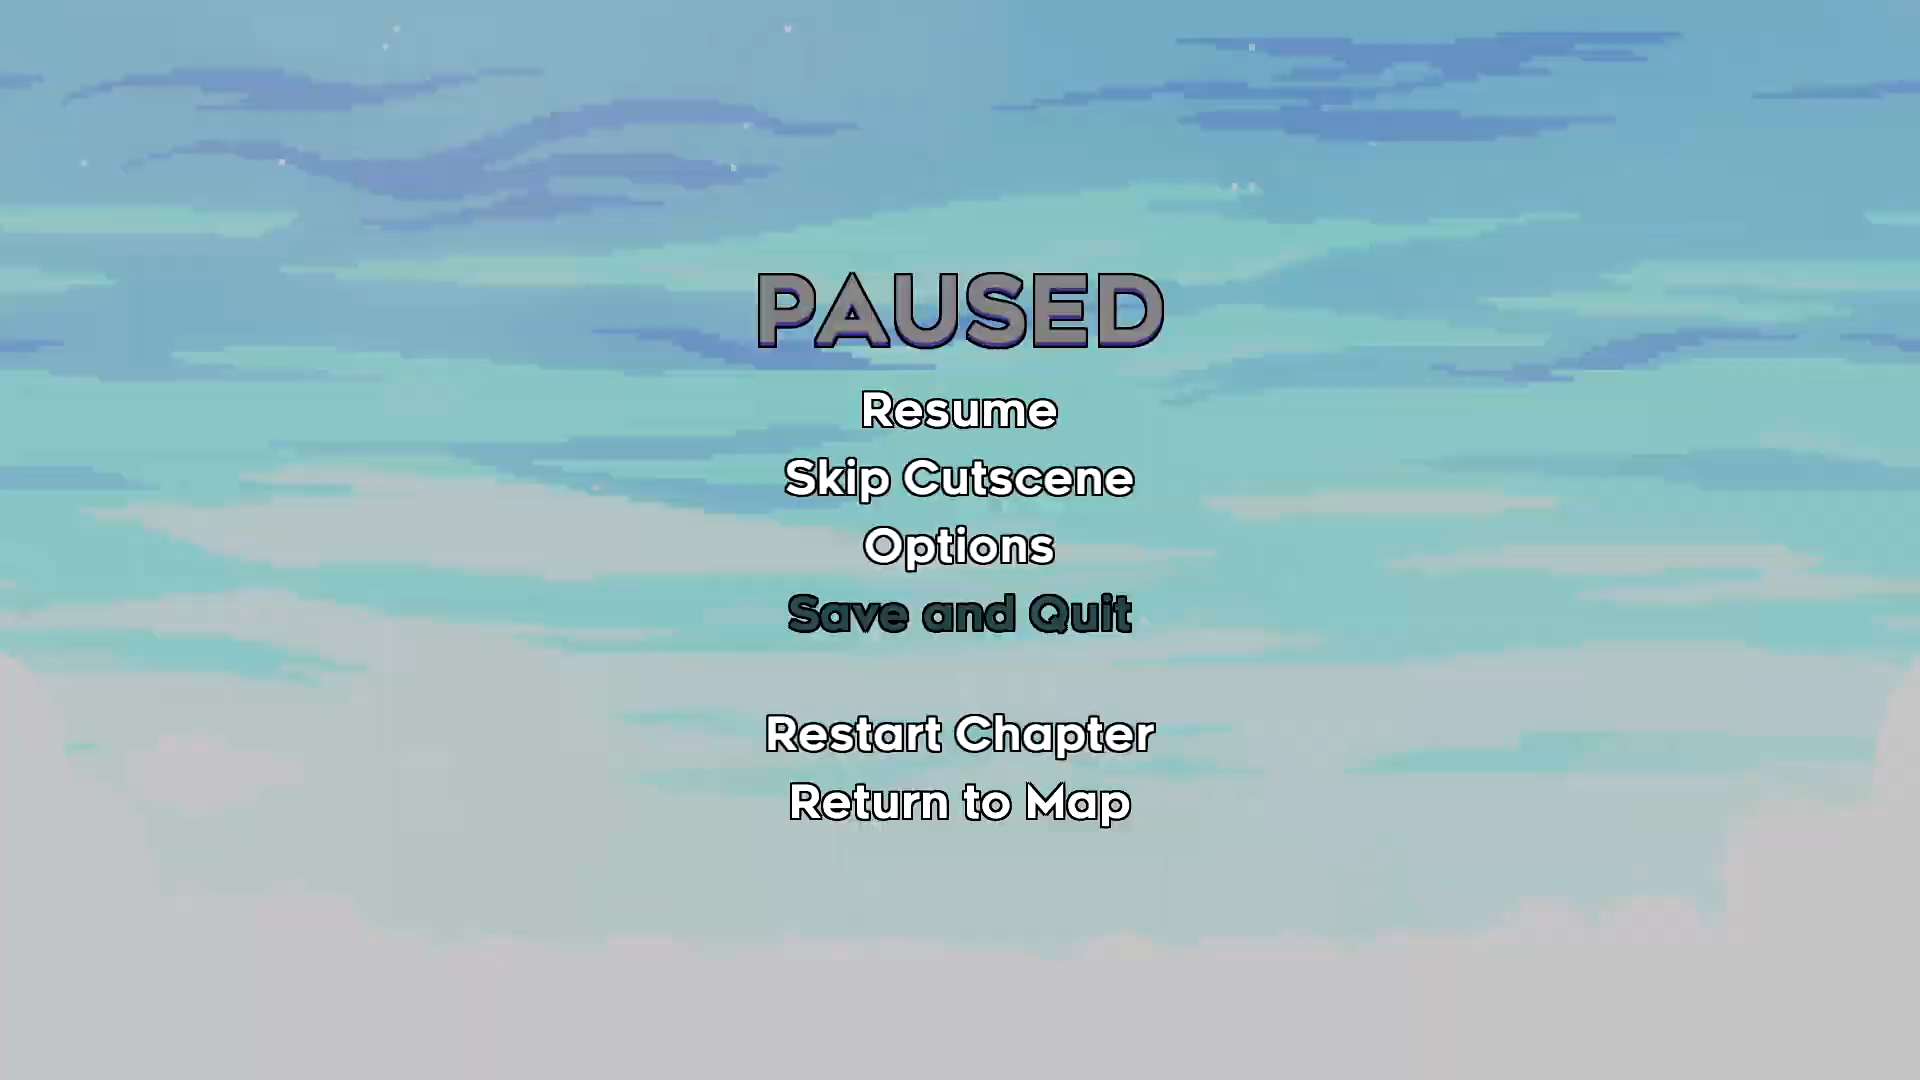 PAUSED
Resume
Skip Cutscene
Options
Save and Quit
Restart Chapter
Return to Map